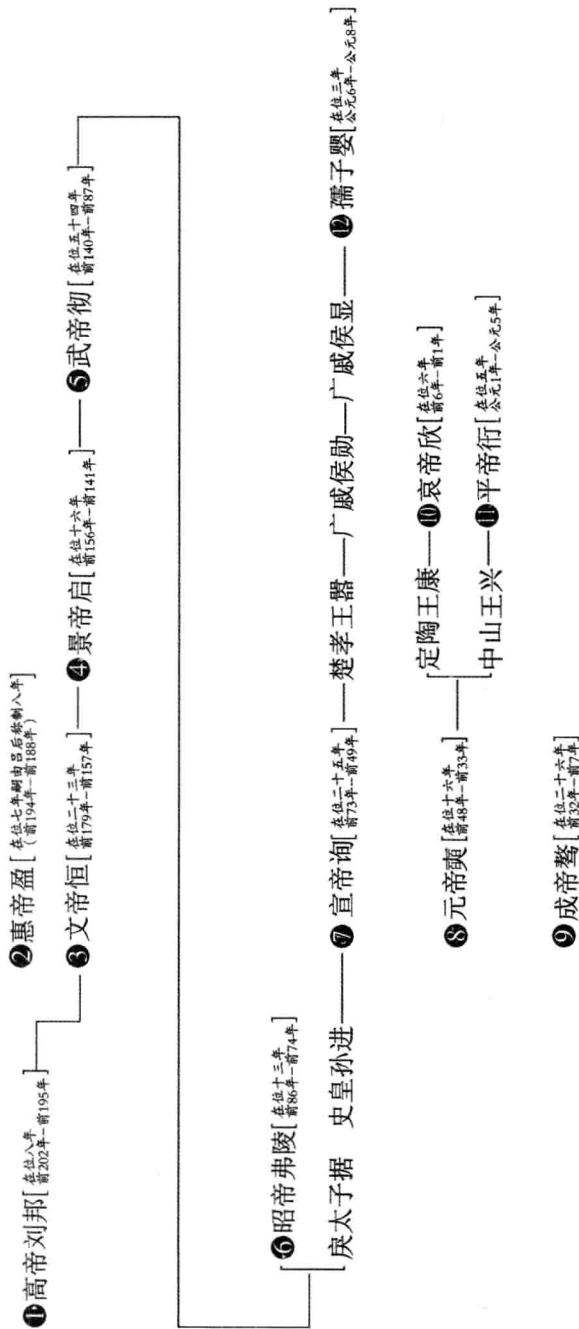 ❶高帝刘邦[在位八年 前202年–前195年]
❷惠帝盈[在位七年嗣由吕后称制八年(前194年–前188年)]
❸文帝恒[在位二十三年 前179年–前157年]—❹景帝启[在位十六年 前156年–前141年]—❺武帝彻[在位五十四年 前140年–前87年]
❻昭帝弗陵[在位十三年 前86年–前74年]
戾太子据 史皇孙进—❼宣帝询[在位二十五年 前73年–前49年]—楚孝王嚣—广戚侯勋—广戚侯显—⓬孺子婴[在位三年 公元6年–公元8年]
❽元帝奭[在位十六年 前48年–前33年]
定陶王康—❿哀帝欣[在位六年 前6年–前1年]
中山王兴—⓫平帝衎[在位五年 公元1年–公元5年]
❾成帝骜[在位二十六年 前32年–前7年]